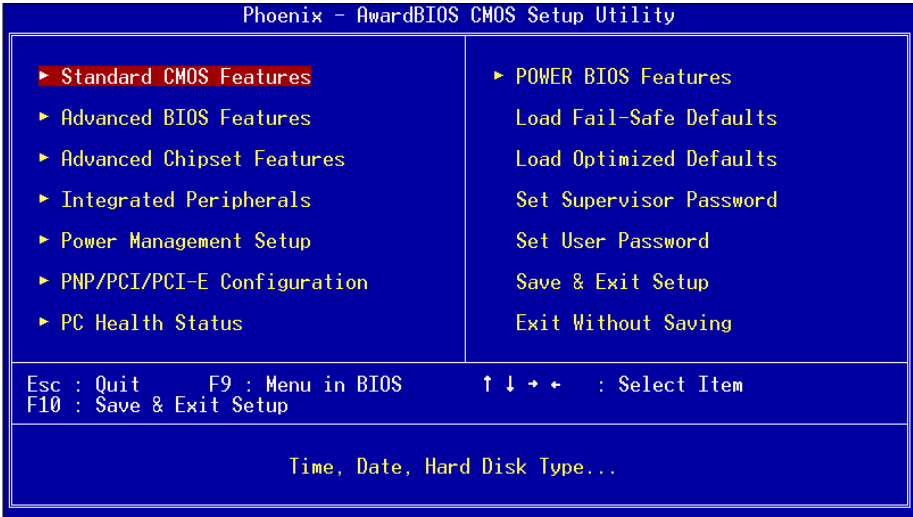 Phoenix - AwardBIOS CMOS Setup Utility
► Standard CMOS Features
► Advanced BIOS Features
► Advanced Chipset Features
► Integrated Peripherals
► Power Management Setup
► PNP/PCI/PCI-E Configuration
► PC Health Status
► POWER BIOS Features
Load Fail-Safe Defaults
Load Optimized Defaults
Set Supervisor Password
Set User Password
Save & Exit Setup
Exit Without Saving
Esc : Quit F9 : Menu in BIOS ↑ ↓ → ← : Select Item
F10 : Save & Exit Setup
Time, Date, Hard Disk Type...